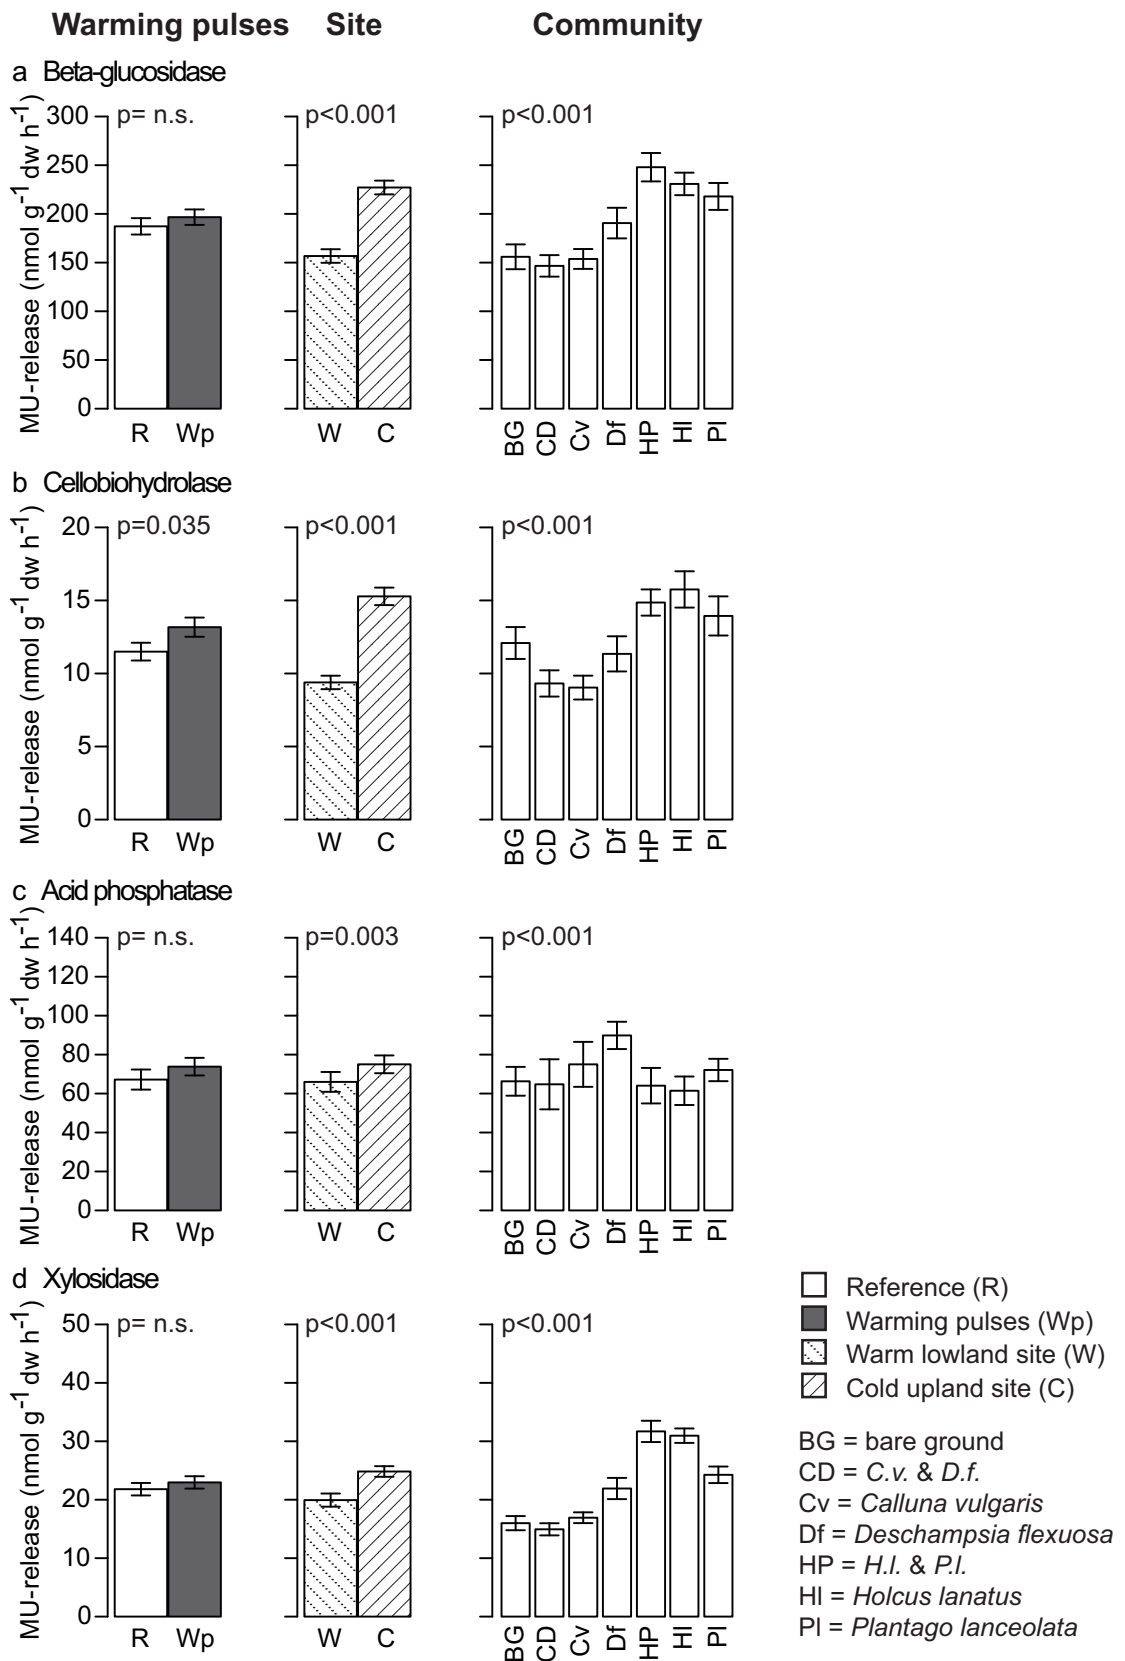 Warming pulses Site Community
a Beta-glucosidase
MU-release (nmol g⁻¹ dw h⁻¹)
300
250
200
150
100
50
0
p= n.s.
R Wp
p<0.001
W C
p<0.001
BG CD Cv Df HP Hl Pl
b Cellobiohydrolase
MU-release (nmol g⁻¹ dw h⁻¹)
20
15
10
5
0
p=0.035
R Wp
p<0.001
W C
p<0.001
BG CD Cv Df HP Hl Pl
c Acid phosphatase
MU-release (nmol g⁻¹ dw h⁻¹)
140
120
100
80
60
40
20
0
p= n.s.
R Wp
p=0.003
W C
p<0.001
BG CD Cv Df HP Hl Pl
d Xylosidase
MU-release (nmol g⁻¹ dw h⁻¹)
50
40
30
20
10
0
p= n.s.
R Wp
p<0.001
W C
p<0.001
BG CD Cv Df HP Hl Pl
Reference (R)
Warming pulses (Wp)
Warm lowland site (W)
Cold upland site (C)
BG = bare ground
CD = C.v. & D.f.
Cv = Calluna vulgaris
Df = Deschampsia flexuosa
HP = H.l. & P.l.
Hl = Holcus lanatus
Pl = Plantago lanceolata